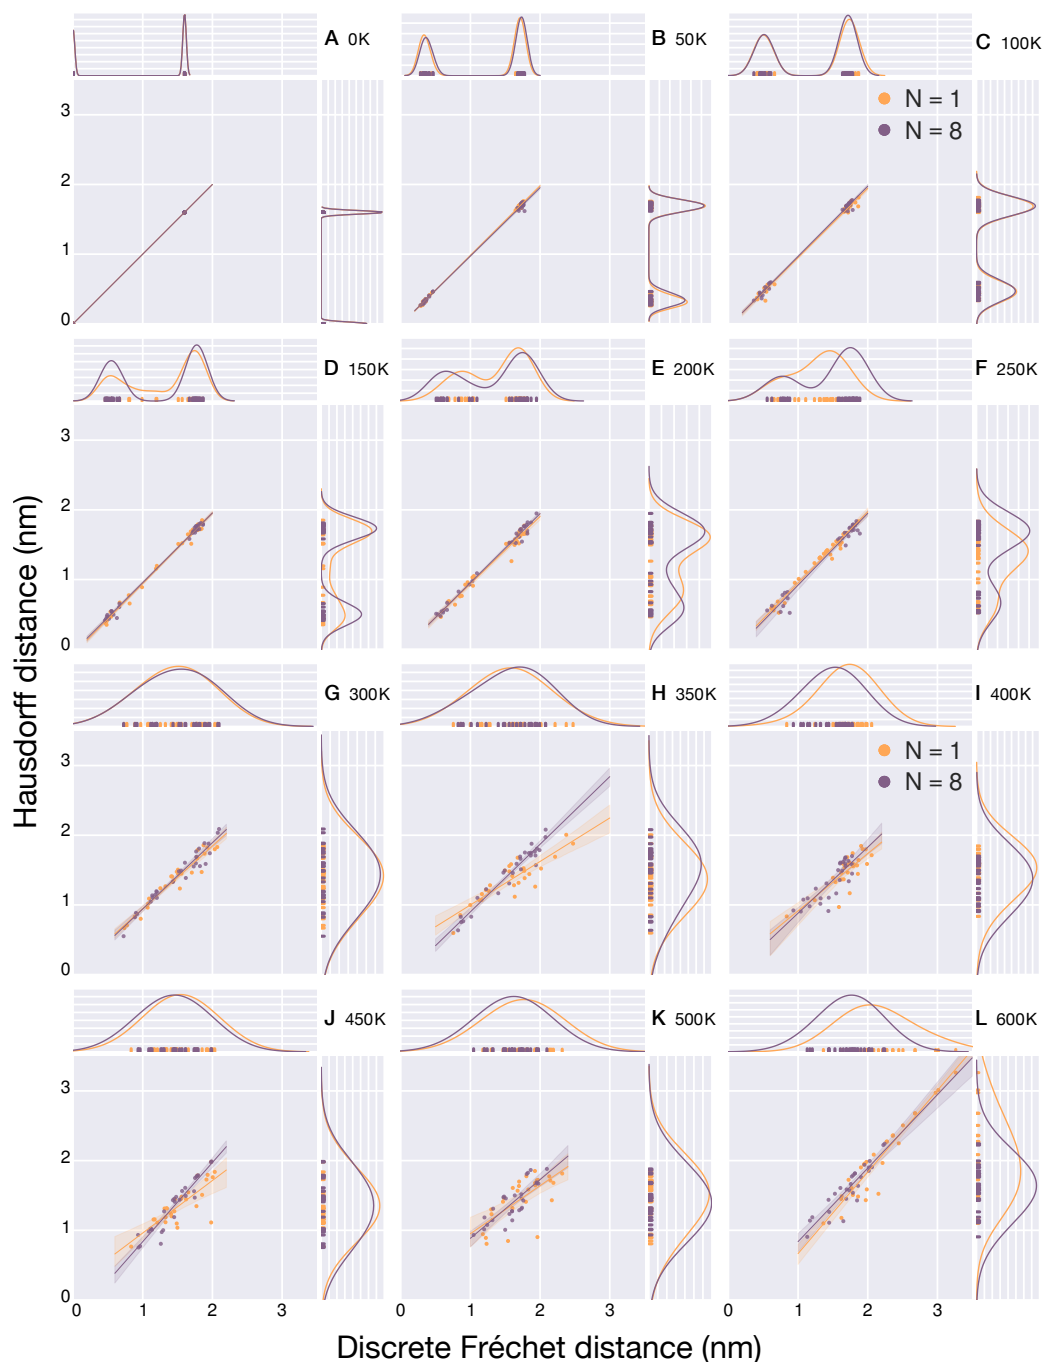 A 0K
B 50K
C 100K
3
2
1
0
N = 1
N = 8
D 150K
E 200K
F 250K
3
2
1
0
G 300K
H 350K
I 400K
3
2
1
0
N = 1
N = 8
J 450K
K 500K
L 600K
3
2
1
0
0 1 2 3 0 1 2 3 0 1 2 3
Hausdorff distance (nm)
Discrete Fréchet distance (nm)